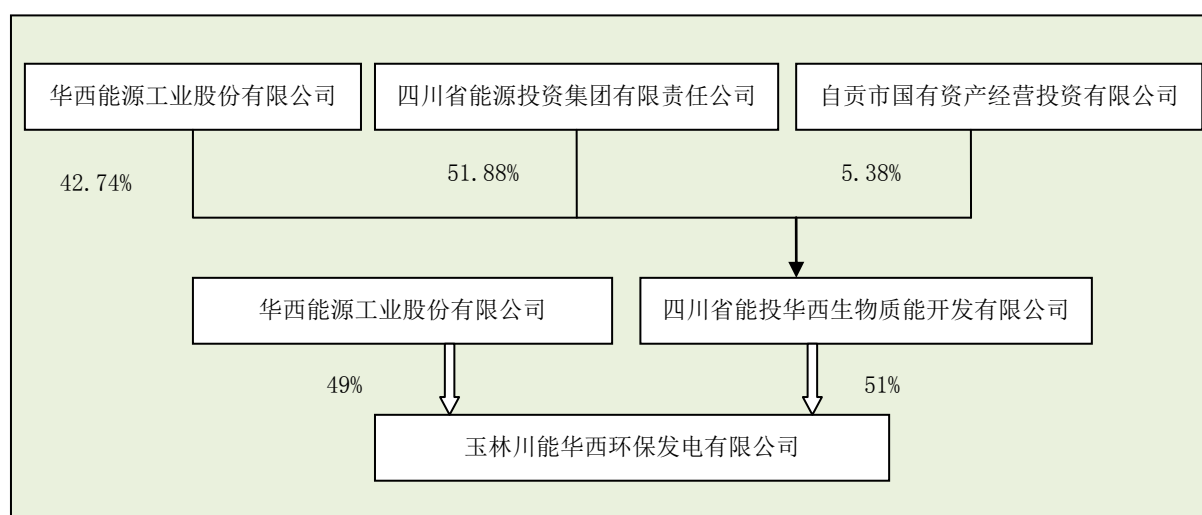 华西能源工业股份有限公司
四川省能源投资集团有限责任公司
自贡市国有资产经营投资有限公司
42.74%
51.88%
5.38%
华西能源工业股份有限公司
四川省能投华西生物质能开发有限公司
49%
51%
玉林川能华西环保发电有限公司